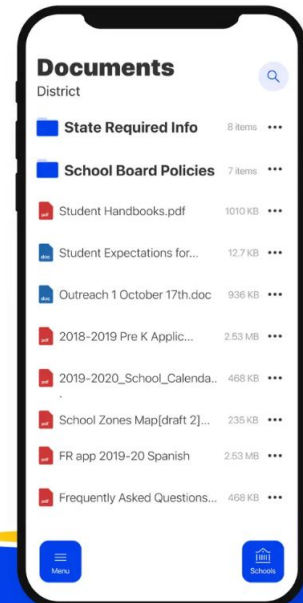 Documents
District
State Required Info 8 items
School Board Policies 7 items
pdf Student Handbooks.pdf 1010 KB
doc Student Expectations for... 12.7 KB
doc Outreach 1 October 17th.doc 936 KB
pdf 2018-2019 Pre K Applic... 2.53 MB
pdf 2019-2020_School_Calenda.. 468 KB
.
pdf School Zones Map[draft 2]... 235 KB
pdf FR app 2019-20 Spanish 2.53 MB
pdf Frequently Asked Questions... 468 KB
Menu Schools